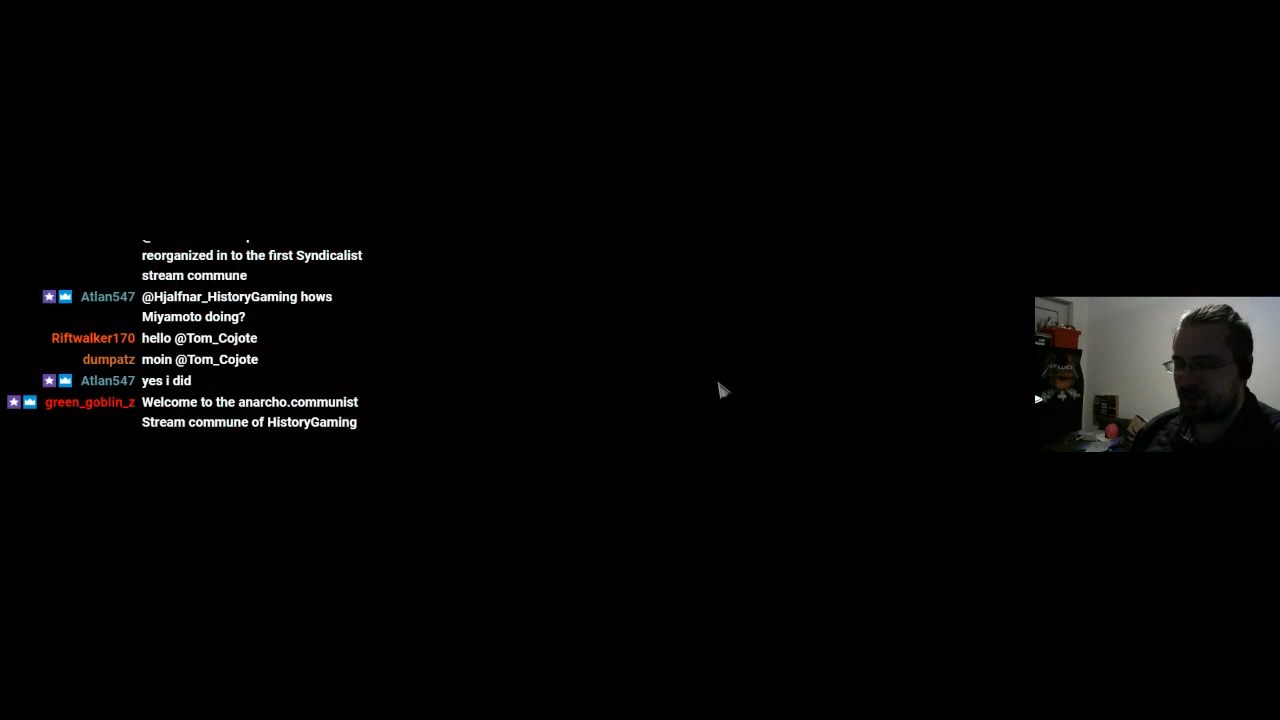 reorganized in to the first Syndicalist
stream commune
Atlan547 @Hjalfnar_HistoryGaming hows
Miyamoto doing?
Riftwalker170 hello @Tom_Cojote
dumpatz moin @Tom_Cojote
Atlan547 yes i did
green_goblin_z Welcome to the anarcho.communist
Stream commune of HistoryGaming